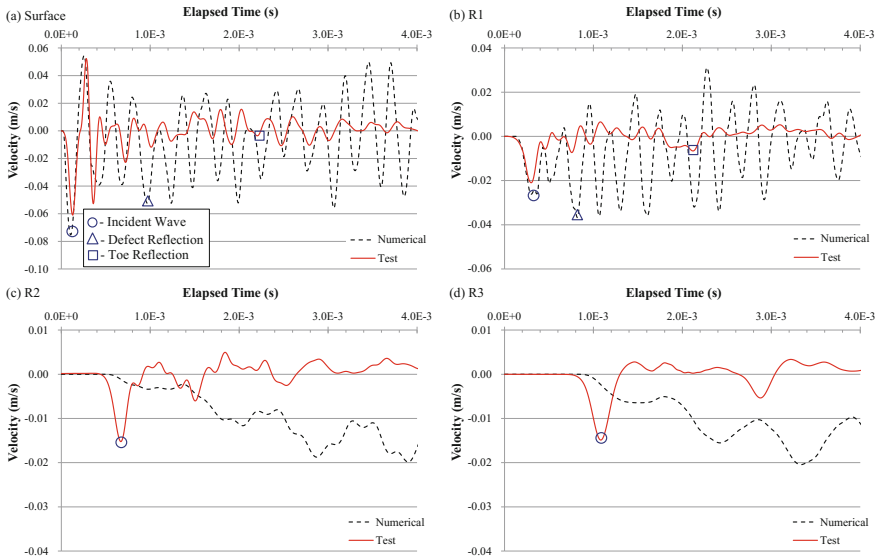 (a) Surface
Elapsed Time (s)
0.0E+0 1.0E-3 2.0E-3 3.0E-3 4.0E-3
Velocity (m/s)
0.06
0.04
0.02
0.00
-0.02
-0.04
-0.06
-0.08
-0.10
- Incident Wave
- Defect Reflection
- Toe Reflection
Numerical
Test
(b) R1
Elapsed Time (s)
0.0E+0 1.0E-3 2.0E-3 3.0E-3 4.0E-3
Velocity (m/s)
0.04
0.02
0.00
-0.02
-0.04
-0.06
Numerical
Test
(c) R2
Elapsed Time (s)
0.0E+0 1.0E-3 2.0E-3 3.0E-3 4.0E-3
Velocity (m/s)
0.01
0.00
-0.01
-0.02
-0.03
-0.04
Numerical
Test
(d) R3
Elapsed Time (s)
0.0E+0 1.0E-3 2.0E-3 3.0E-3 4.0E-3
Velocity (m/s)
0.01
0.00
-0.01
-0.02
-0.03
-0.04
Numerical
Test